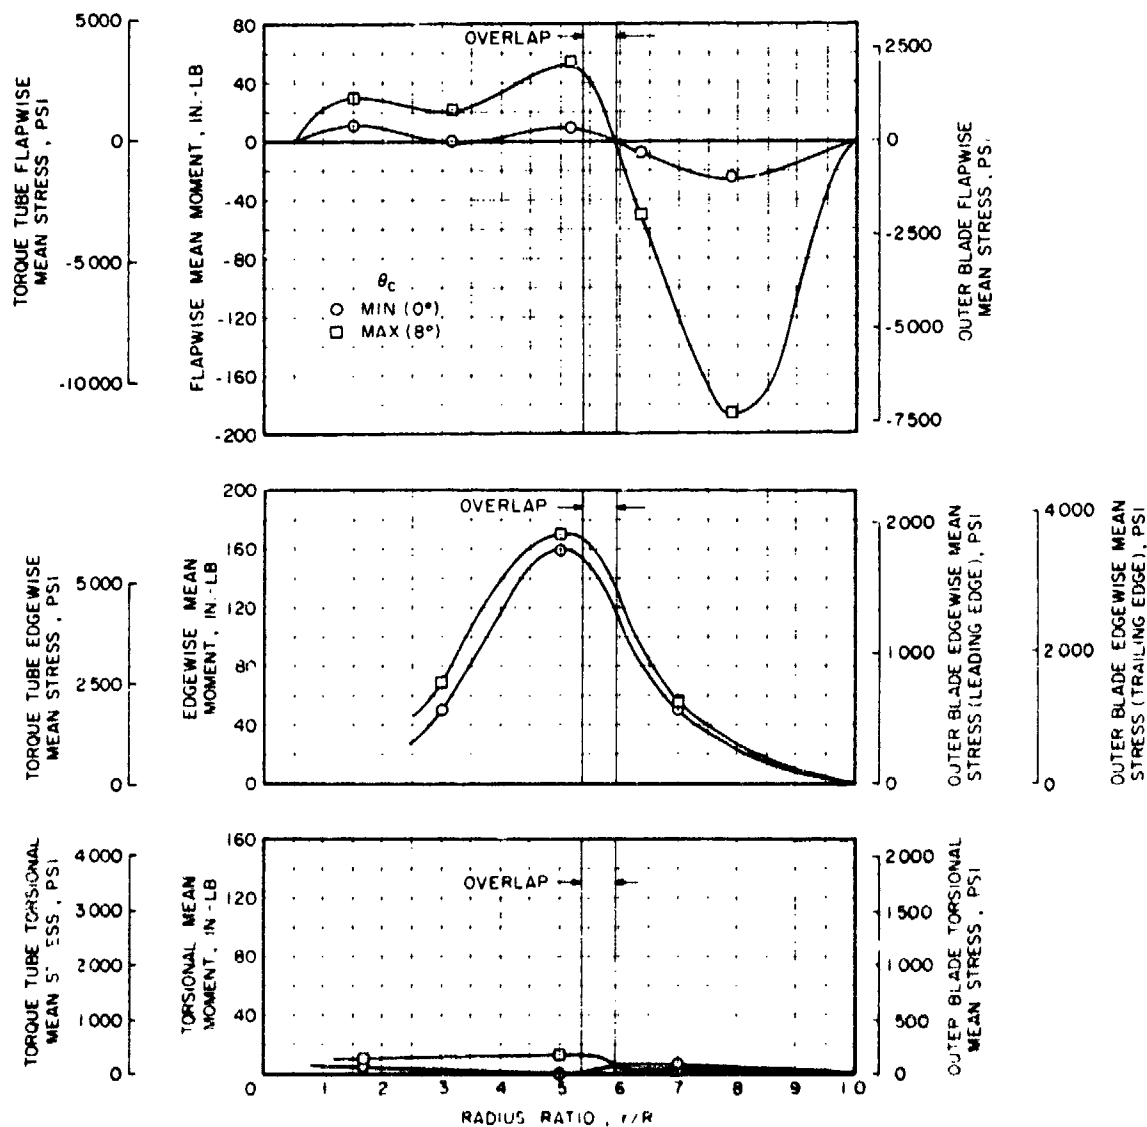 5000
0
-5000
-10000
TORQUE TUBE FLAPWISE
MEAN STRESS, PSI
80
40
0
-40
-80
-120
-160
-200
FLAPWISE MEAN MOMENT, IN.-LB
OVERLAP
θc
MIN (0°)
MAX (8°)
2500
0
-2500
-5000
-7500
OUTER BLADE FLAPWISE
MEAN STRESS, PS.
5000
2500
0
TORQUE TUBE EDGEWISE
MEAN STRESS, PSI
200
160
120
80
40
0
EDGEWISE MEAN
MOMENT, IN.-LB
OVERLAP
2000
1000
0
OUTER BLADE EDGEWISE MEAN
STRESS (LEADING EDGE), PSI
4000
2000
0
OUTER BLADE EDGEWISE MEAN
STRESS (TRAILING EDGE), PSI
4000
3000
2000
1000
0
TORQUE TUBE TORSIONAL
MEAN PSI
160
120
80
40
TORSIONAL MEAN
MOMENT, IN-LB
OVERLAP
2000
1500
1000
500
0
OUTER BLADE TORSIONAL
MEAN STRESS, PSI
0 .1 .2 .3 .4 .5 .6 .7 .8 .9 1.0
RADIUS RATIO, r/R